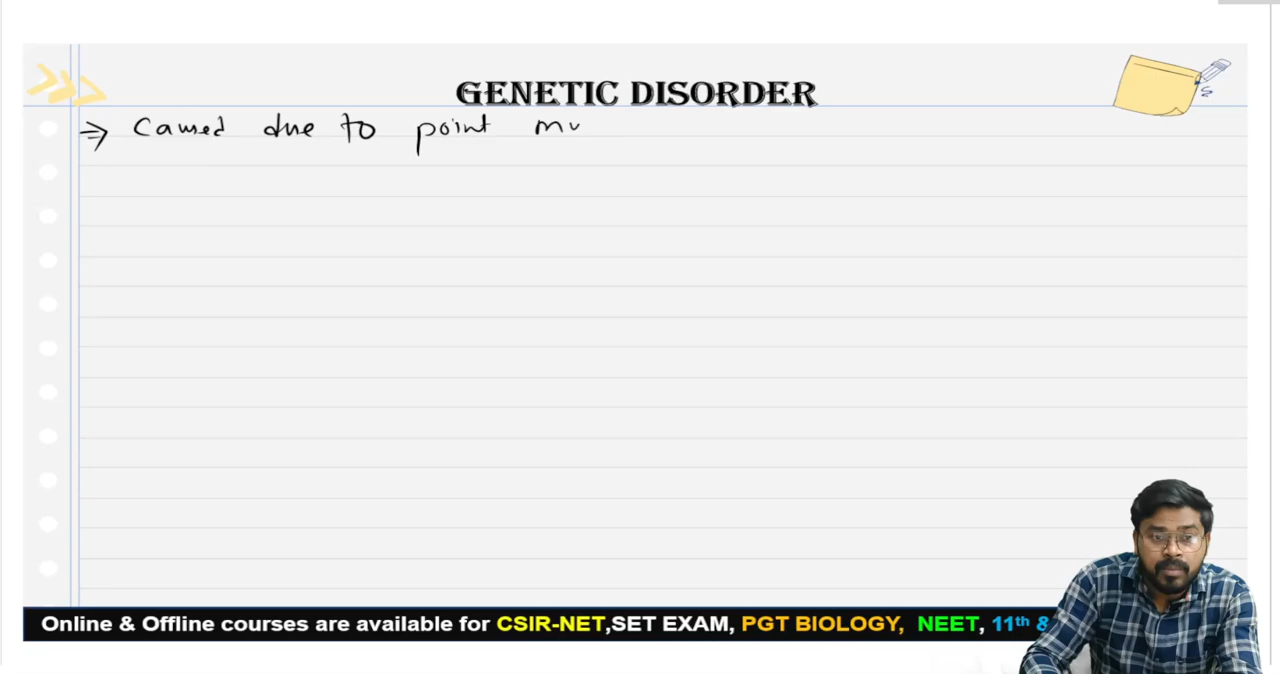 GENETIC DISORDER
⇒ Caused due to point mu
Online & Offline courses are available for CSIR-NET,SET EXAM, PGT BIOLOGY, NEET, 11th &